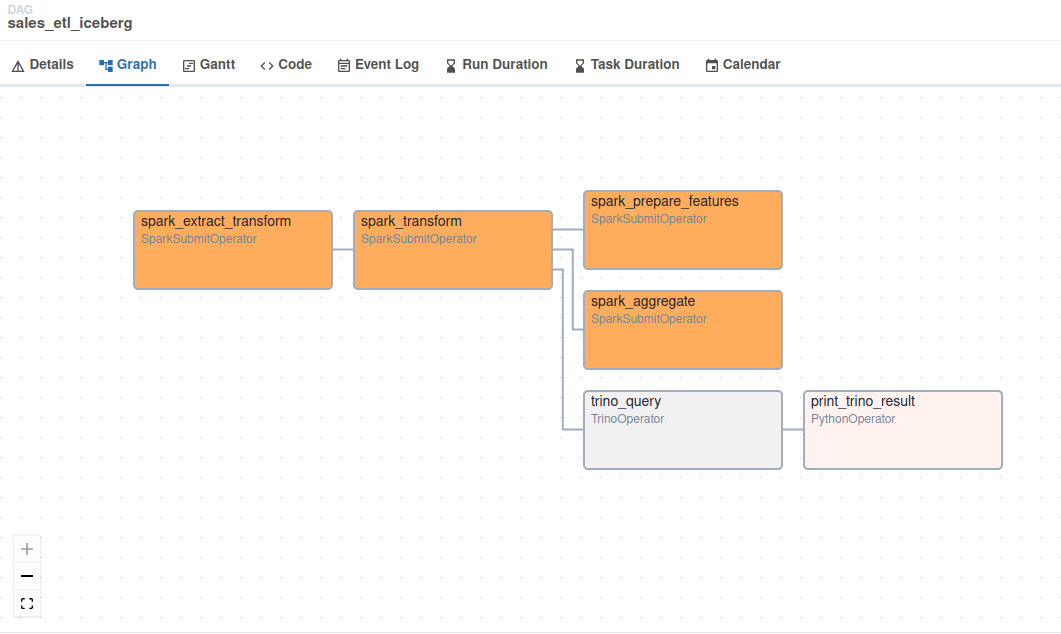 DAG
sales_etl_iceberg
Details Graph Gantt Code Event Log Run Duration Task Duration Calendar
spark_extract_transform
SparkSubmitOperator
spark_transform
SparkSubmitOperator
spark_prepare_features
SparkSubmitOperator
spark_aggregate
SparkSubmitOperator
trino_query
TrinoOperator
print_trino_result
PythonOperator